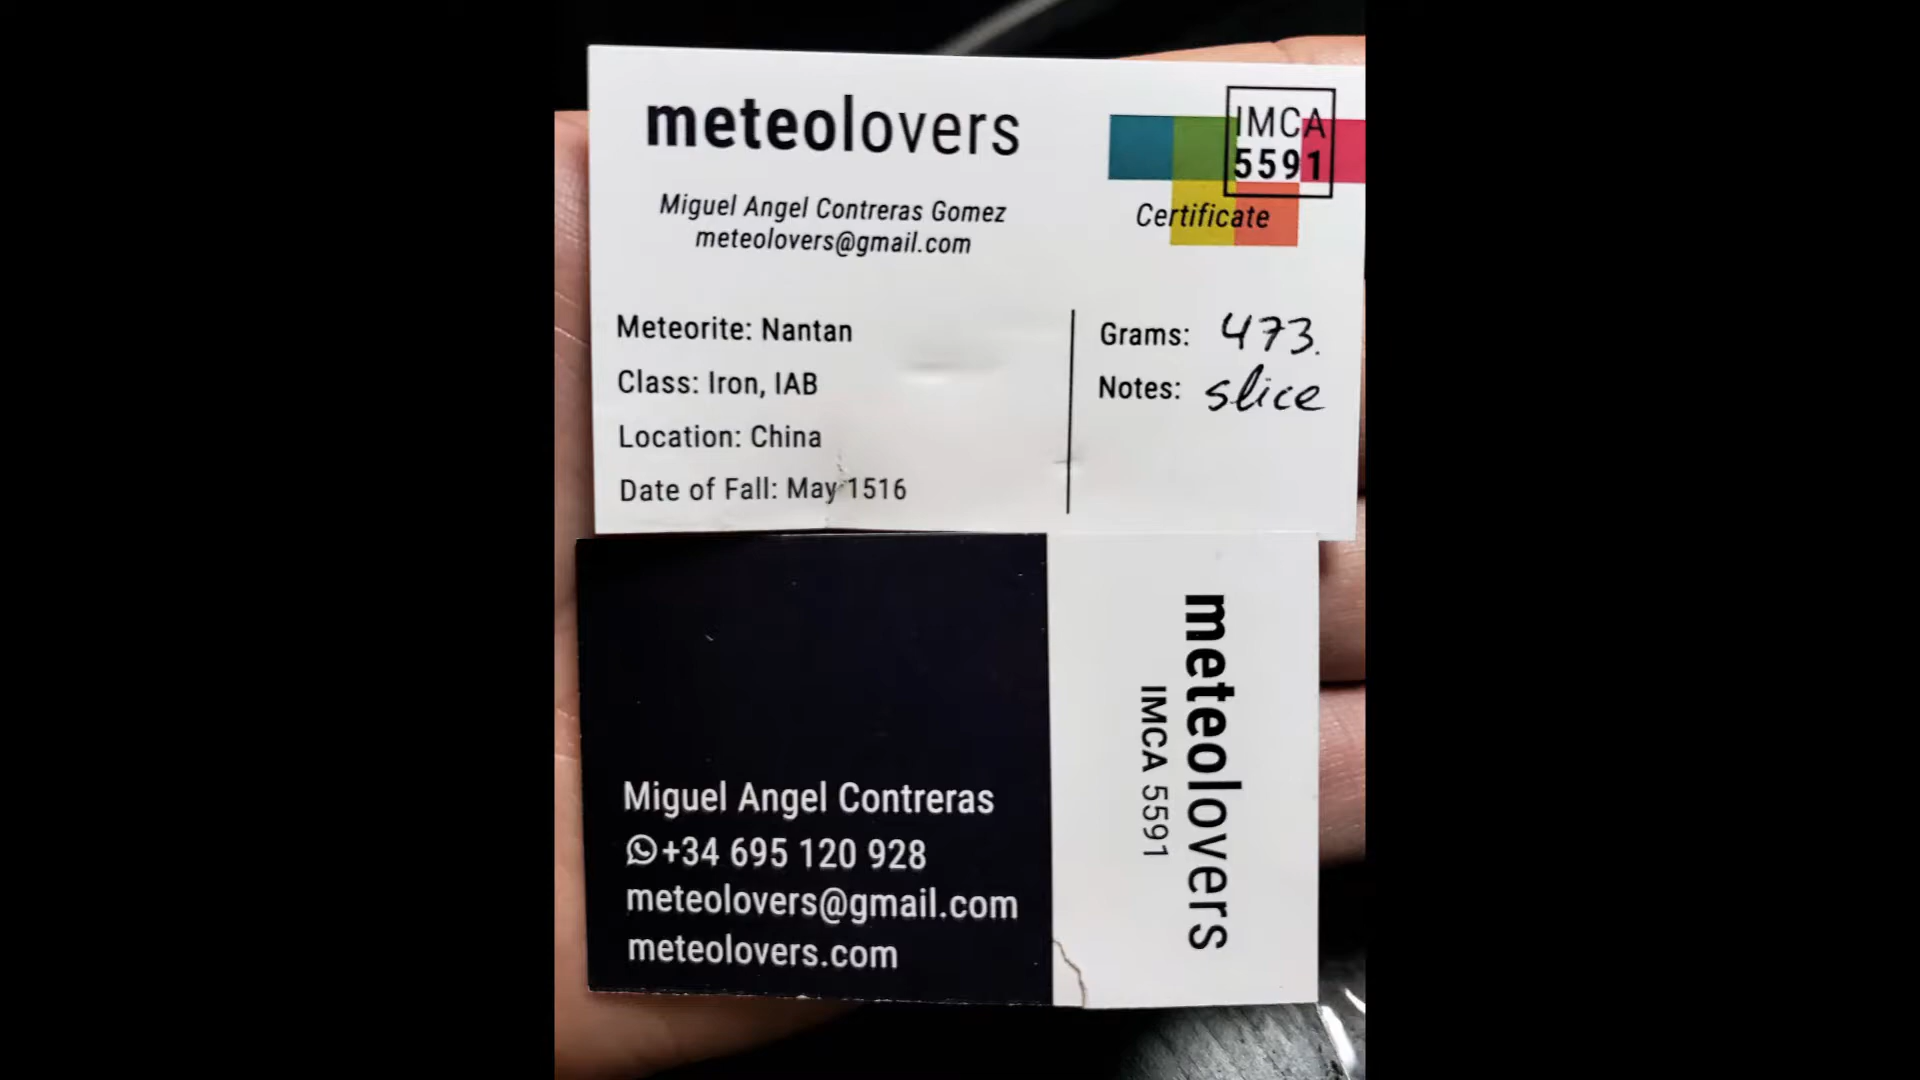 meteolovers
Miguel Angel Contreras Gomez
meteolovers@gmail.com
IMCA
5591
Certificate
Meteorite: Nantan
Class: Iron, IAB
Location: China
Date of Fall: May 1516
Grams: 473.
Notes: slice
Miguel Angel Contreras
+34 695 120 928
meteolovers@gmail.com
meteolovers.com
meteolovers
IMCA 5591